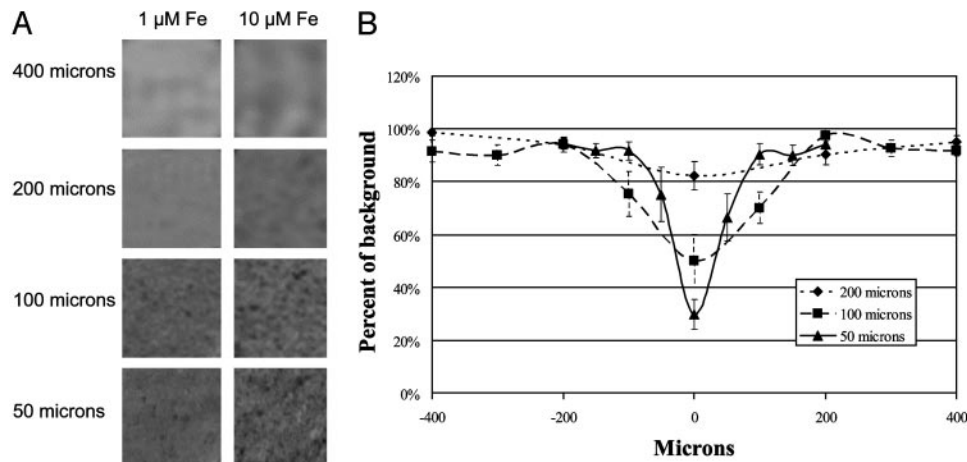 A
1 µM Fe 10 µM Fe
400 microns
200 microns
100 microns
50 microns
B
120%
100%
80%
60%
40%
20%
0%
-400 -200 0 200 400
Percent of background
Microns
200 microns
100 microns
50 microns